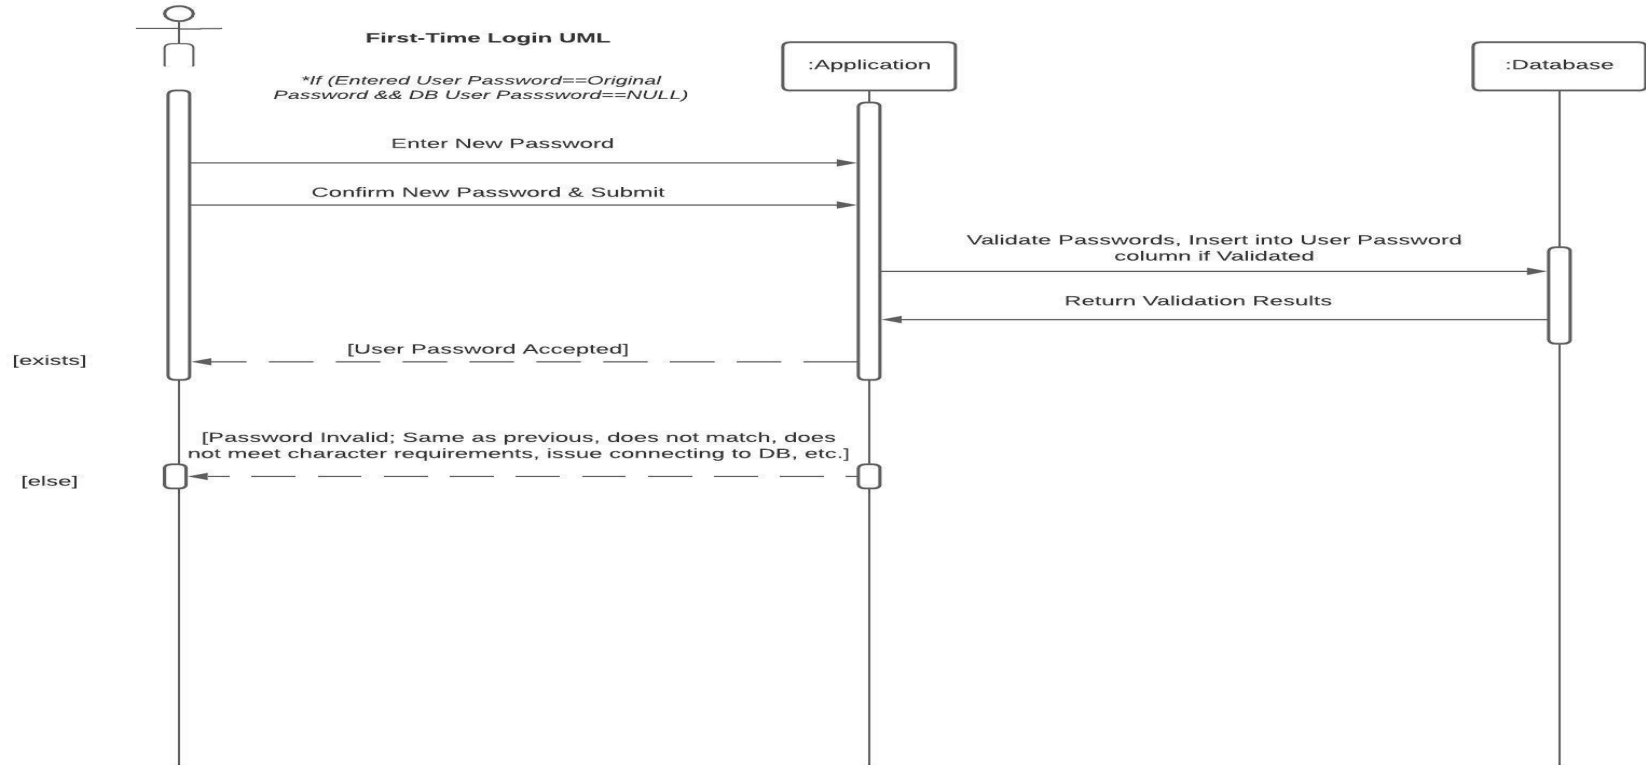 First-Time Login UML
:Application
:Database
*If (Entered User Password==Original
Password && DB User Passsword==NULL)
Enter New Password
Confirm New Password & Submit
Validate Passwords, Insert into User Password
column if Validated
Return Validation Results
[exists]
[User Password Accepted]
[Password Invalid; Same as previous, does not match, does
not meet character requirements, issue connecting to DB, etc.]
[else]